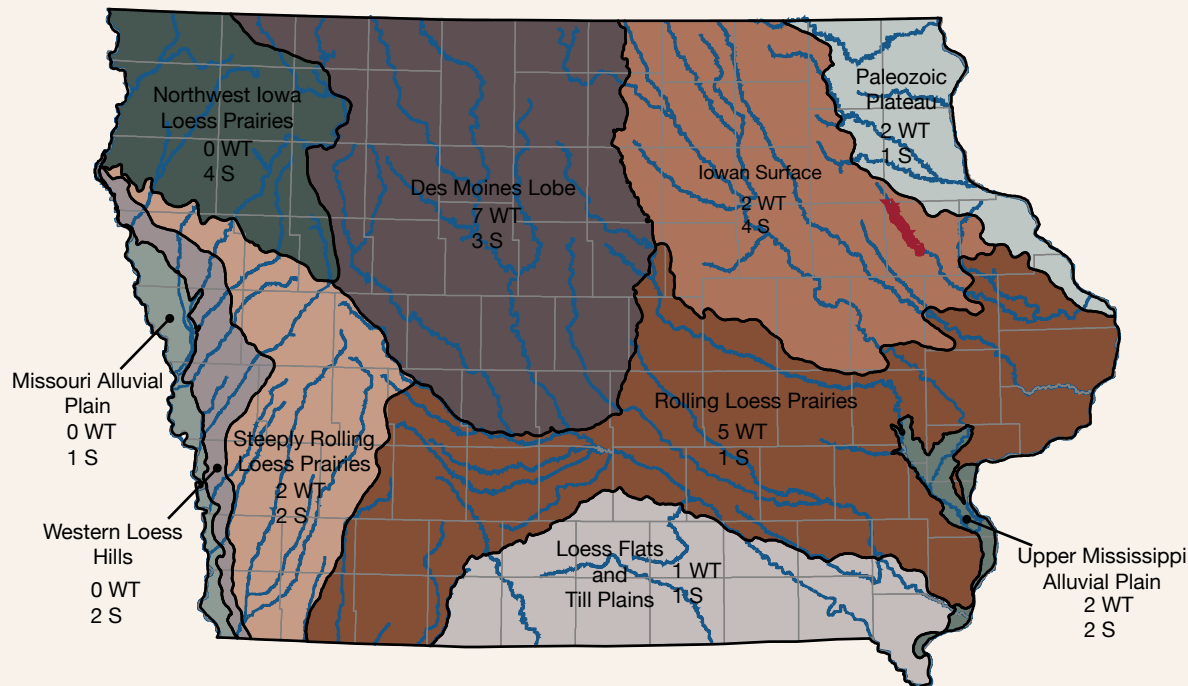 Northwest Iowa
Loess Prairies
0 WT
4 S
Des Moines Lobe
7 WT
3 S
Iowan Surface
2 WT
4 S
Paleozoic
Plateau
2 WT
1 S
Missouri Alluvial
Plain
0 WT
1 S
Steeply Rolling
Loess Prairies
2 WT
2 S
Rolling Loess Prairies
5 WT
1 S
Western Loess
Hills
0 WT
2 S
Loess Flats
and
Till Plains
1 WT
1 S
Upper Mississippi
Alluvial Plain
2 WT
2 S